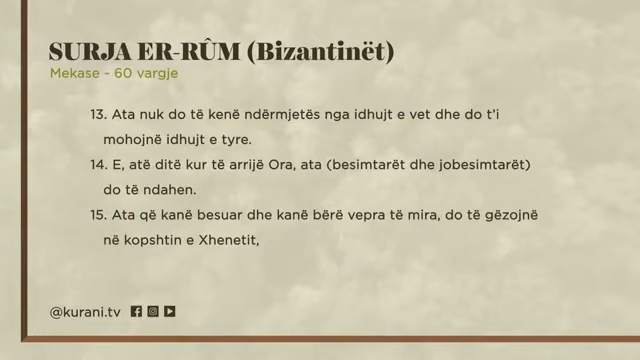 SURJA ER-RÛM (Bizantinët)
Mekase - 60 vargje
13. Ata nuk do të kenë ndërmjetës nga idhujt e vet dhe do t'i
mohojnë idhujt e tyre.
14. E, atë ditë kur të arrijë Ora, ata (besimtarët dhe jobesimtarët)
do të ndahen.
15. Ata që kanë besuar dhe kanë bërë vepra të mira, do të gëzojnë
në kopshtin e Xhenetit,
@kurani.tv